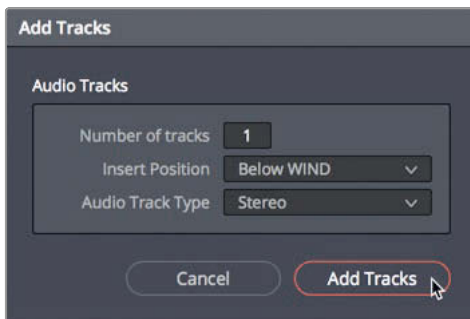 Add Tracks
Audio Tracks
Number of tracks 1
Insert Position Below WIND
Audio Track Type Stereo
Cancel Add Tracks